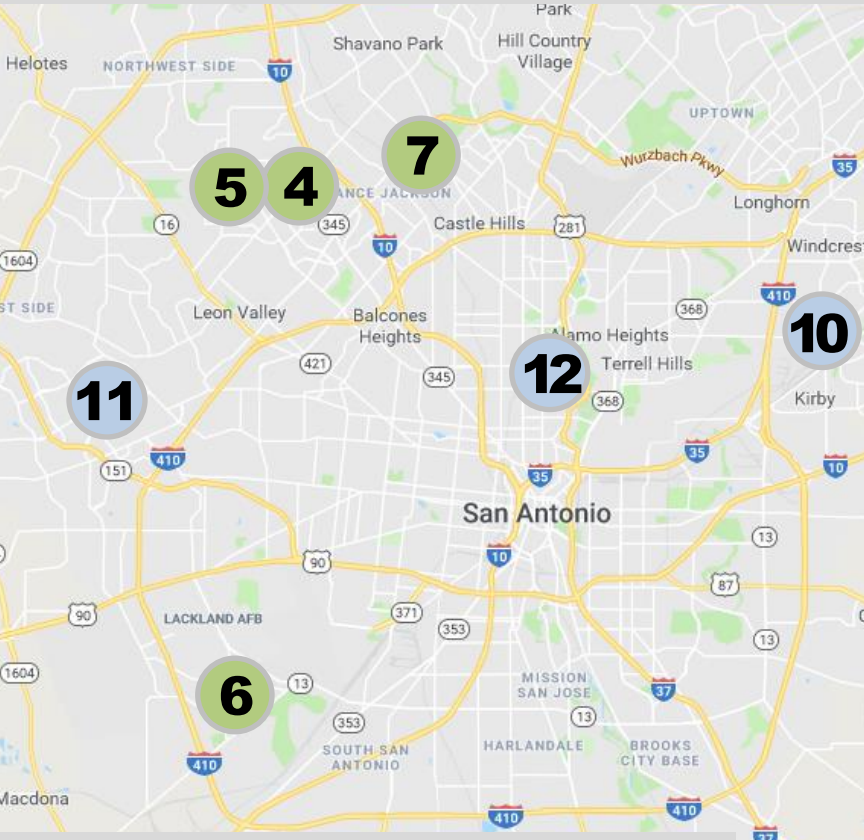 Park
Shavano Park
Hill Country
Village
Helotes
NORTHWEST SIDE
10
UPTOWN
7
Wurzbach Pkwy
35
5
4
ANCE JACKSON
Longhorn
16
345
Castle Hills
281
10
Windcres
1604
410
ST SIDE
Leon Valley
Balcones
Heights
368
10
Alamo Heights
421
12
Terrell Hills
345
11
368
Kirby
410
151
35
10
35
San Antonio
13
10
90
87
90
LACKLAND AFB
371
353
13
1604
6
13
MISSION
SAN JOSE
37
353
13
SOUTH SAN
ANTONIO
HARLANDALE
BROOKS
CITY BASE
410
Macdona
410
410
37